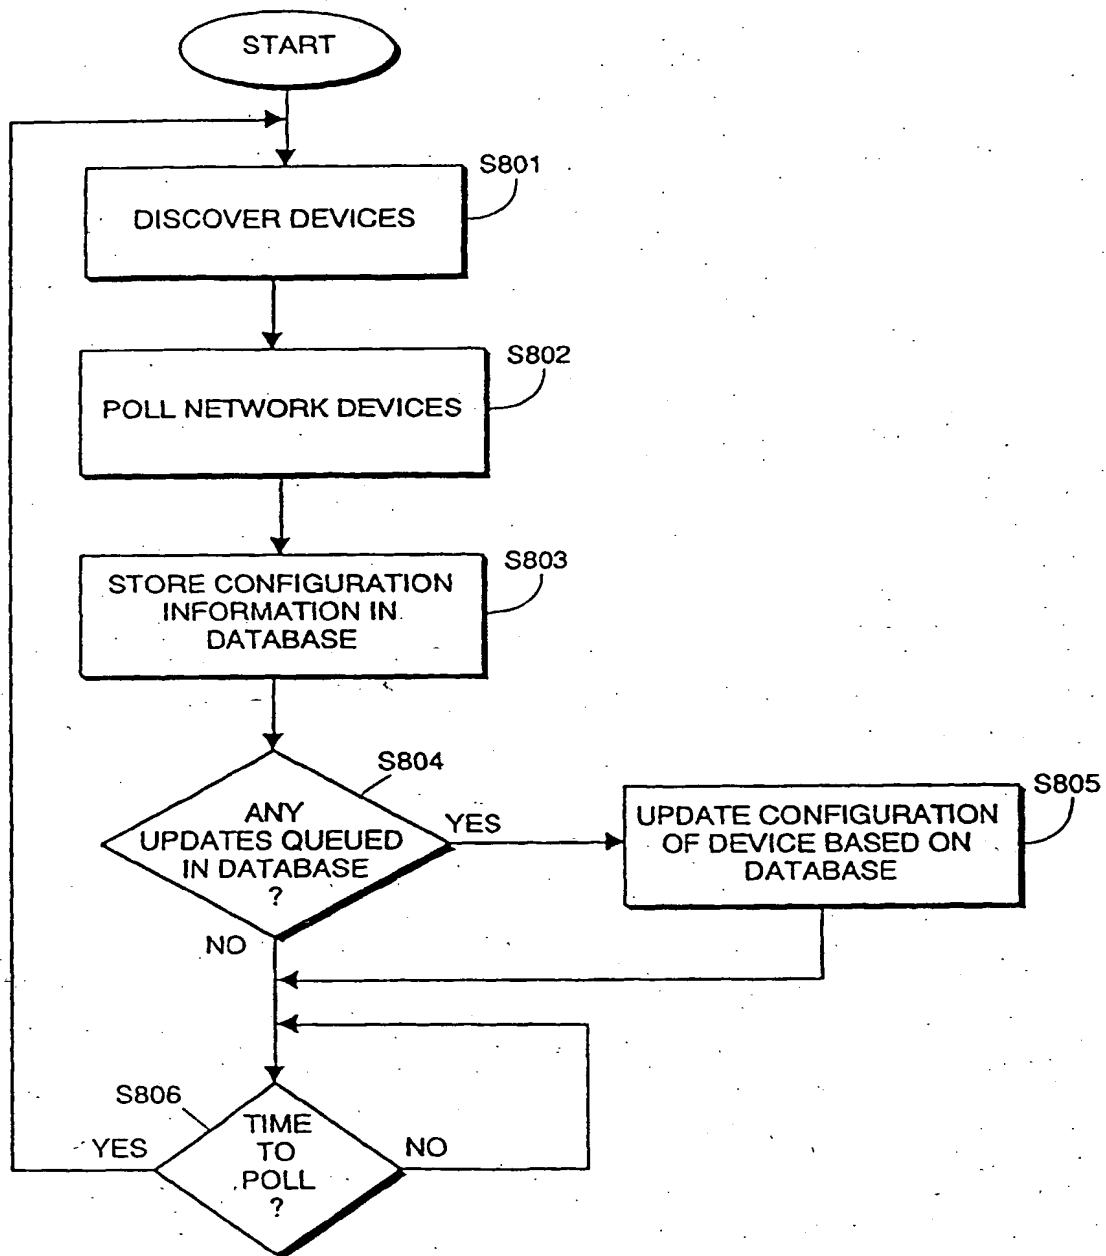 START
S801
DISCOVER DEVICES
S802
POLL NETWORK DEVICES
S803
STORE CONFIGURATION
INFORMATION IN
DATABASE
S804
ANY
UPDATES QUEUED
IN DATABASE
?
YES
NO
S805
UPDATE CONFIGURATION
OF DEVICE BASED ON
DATABASE
S806
TIME
TO
POLL
?
YES
NO